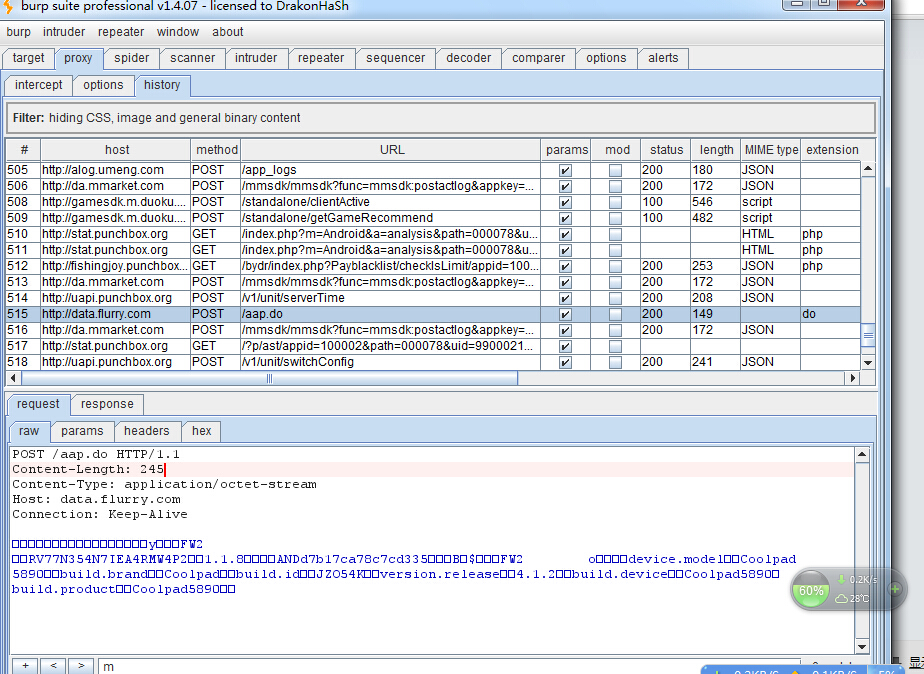 burp suite professional v1.4.07 - licensed to DrakonHaSh
burp intruder repeater window about
target proxy spider scanner intruder repeater sequencer decoder comparer options alerts
intercept options history
Filter: hiding CSS, image and general binary content
# host method URL params mod status length MIME type extension
505 http://alog.umeng.com POST /app_logs 200 180 JSON
506 http://da.mmarket.com POST /mmsdk/mmsdk?func=mmsdk:postactlog&appkey=... 200 172 JSON
508 http://gamesdk.m.duoku.... POST /standalone/clientActive 100 546 script
509 http://gamesdk.m.duoku.... POST /standalone/getGameRecommend 100 482 script
510 http://stat.punchbox.org GET /index.php?m=Android&a=analysis&path=000078&u... HTML php
511 http://stat.punchbox.org GET /index.php?m=Android&a=analysis&path=000078&u... HTML php
512 http://fishingjoy.punchbox... GET /bydr/index.php?Payblacklist/checkIsLimit/appid=100... 200 253 JSON php
513 http://da.mmarket.com POST /mmsdk/mmsdk?func=mmsdk:postactlog&appkey=... 200 172 JSON
514 http://uapi.punchbox.org POST /v1/unit/serverTime 200 208 JSON
515 http://data.flurry.com POST /aap.do 200 149 do
516 http://da.mmarket.com POST /mmsdk/mmsdk?func=mmsdk:postactlog&appkey=... 200 172 JSON
517 http://stat.punchbox.org GET /?p/ast/appid=100002&path=000078&uid=9900021...
518 http://uapi.punchbox.org POST /v1/unit/switchConfig 200 241 JSON
request response
raw params headers hex
POST /aap.do HTTP/1.1
Content-Length: 245
Content-Type: application/octet-stream
Host: data.flurry.com
Connection: Keep-Alive
□□□□□□□□□□□□□□□□□y□□□FW2
□□RV77N354N7IEA4RMW4P2□□1.1.8□□□□ANDd7b17ca78c7cd335□□□B□$□□□FW2 o□□□□device.model□□Coolpad
5890□□build.brand□□Coolpad□□build.id□□JZO54K□□version.release□□4.1.2□□build.device□□Coolpad5890□□
build.product□□Coolpad5890□□
60% 0.2K/s
28℃
+ < > m